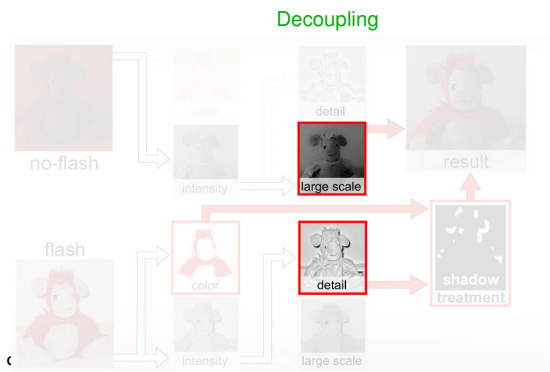 Decoupling
color
detail
no-flash
intensity
large scale
result
flash
color
detail
shadow
treatment
intensity
large scale